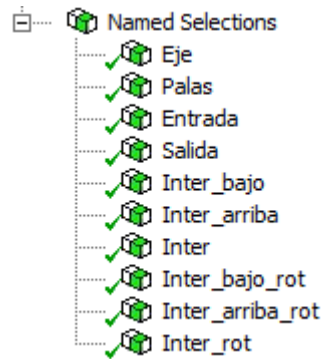 Named Selections
Eje
Palas
Entrada
Salida
Inter_bajo
Inter_arriba
Inter
Inter_bajo_rot
Inter_arriba_rot
Inter_rot